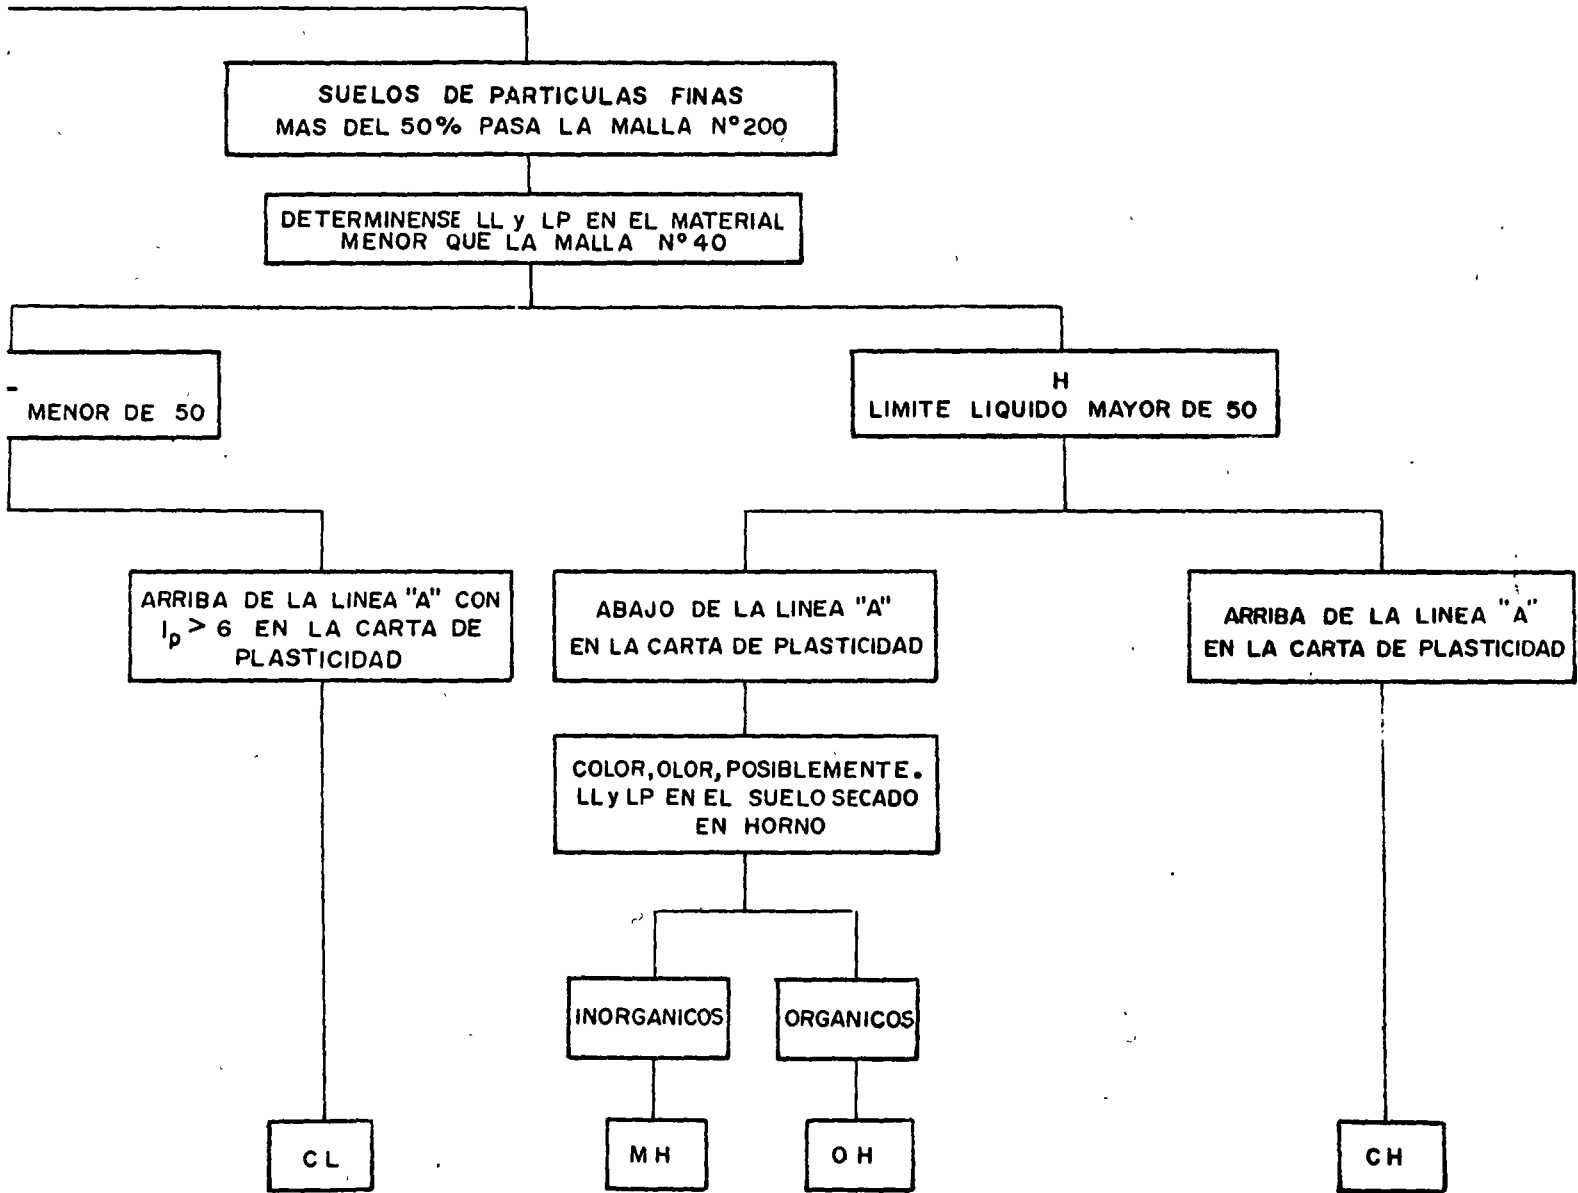 SUELOS DE PARTICULAS FINAS
MAS DEL 50% PASA LA MALLA N°200
DETERMINENSE LL y LP EN EL MATERIAL
MENOR QUE LA MALLA N°40
MENOR DE 50
H
LIMITE LIQUIDO MAYOR DE 50
ARRIBA DE LA LINEA "A" CON
Ip > 6 EN LA CARTA DE
PLASTICIDAD
ABAJO DE LA LINEA "A"
EN LA CARTA DE PLASTICIDAD
ARRIBA DE LA LINEA "A"
EN LA CARTA DE PLASTICIDAD
COLOR, OLOR, POSIBLEMENTE.
LL y LP EN EL SUELO SECADO
EN HORNO
INORGANICOS
ORGANICOS
CL
MH
OH
CH